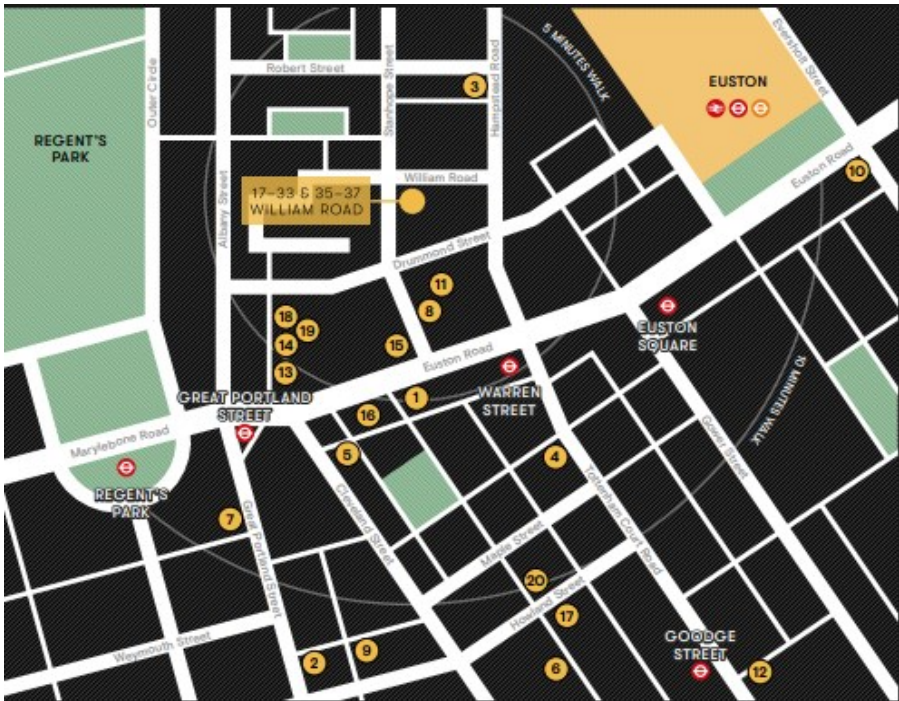 Robert Street
Outer Circle
Stanhope Street
Hampstead Road
5 MINUTES WALK
Eversholt Street
EUSTON
3
REGENT'S
PARK
Albany Street
William Road
17–33 & 35–37
WILLIAM ROAD
Euston Road
10
Drummond Street
11
8
18
19
14
15
13
Euston Road
EUSTON
SQUARE
GREAT PORTLAND
STREET
WARREN
STREET
1
16
10 MINUTES WALK
Marylebone Road
5
4
Gower Street
REGENT'S
PARK
7
Great Portland Street
Cleveland Street
Tottenham Court Road
Maple Street
20
Howland Street
17
Weymouth Street
2
9
6
GOODGE
STREET
12